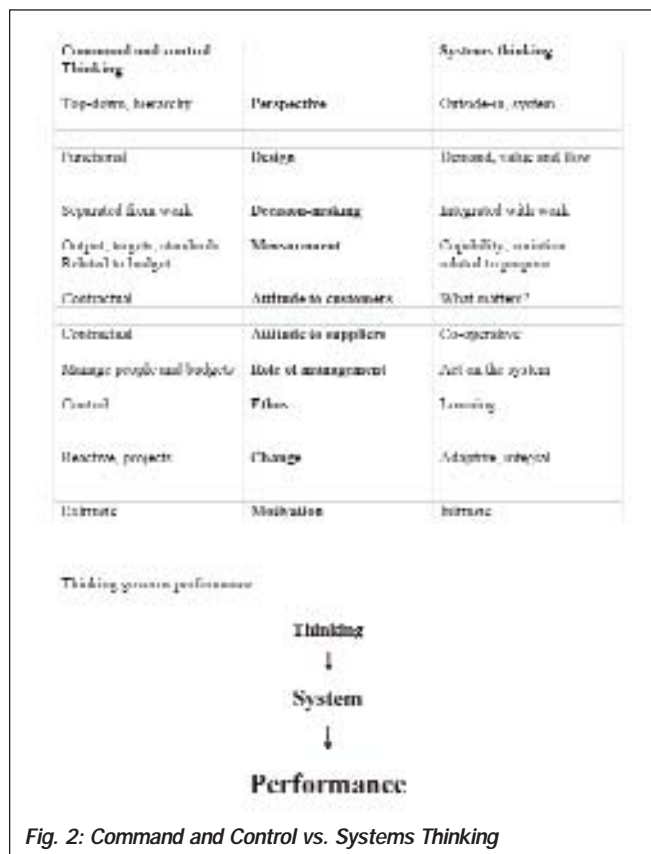 Command and control Systems thinking
Thinking
Top-down, hierarchy Perspective Outside-in, system
Functional Design Demand, value and flow
Separated from work Decision-making Integrated with work
Output, targets, standards Measurement Capability, variation
Related to budget related to purpose
Contractual Attitude to customers What matters?
Contractual Attitude to suppliers Co-operative
Manage people and budgets Role of management Act on the system
Control Ethos Learning
Reactive, projects Change Adaptive, integral
Extrinsic Motivation Intrinsic
Thinking governs performance
Thinking
↓
System
↓
Performance
Fig. 2: Command and Control vs. Systems Thinking